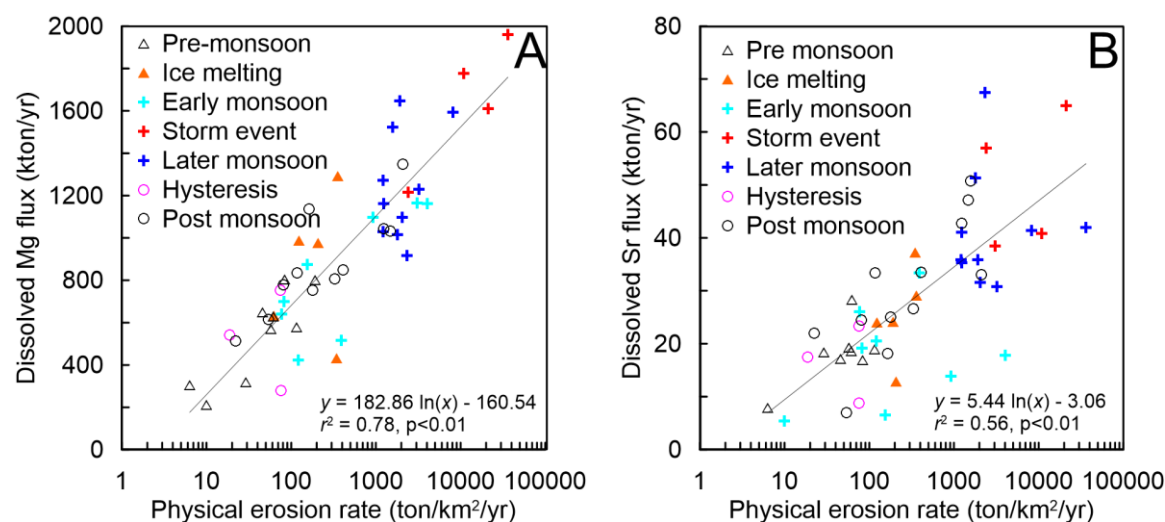 A
Pre-monsoon
Ice melting
Early monsoon
Storm event
Later monsoon
Hysteresis
Post monsoon
Dissolved Mg flux (kton/yr)
2000
1600
1200
800
400
0
y = 182.86 ln(x) - 160.54
r² = 0.78, p<0.01
1 10 100 1000 10000 100000
Physical erosion rate (ton/km²/yr)
B
Pre monsoon
Ice melting
Early monsoon
Storm event
Later monsoon
Hysteresis
Post monsoon
Dissolved Sr flux (kton/yr)
80
60
40
20
0
y = 5.44 ln(x) - 3.06
r² = 0.56, p<0.01
1 10 100 1000 10000 100000
Physical erosion rate (ton/km²/yr)